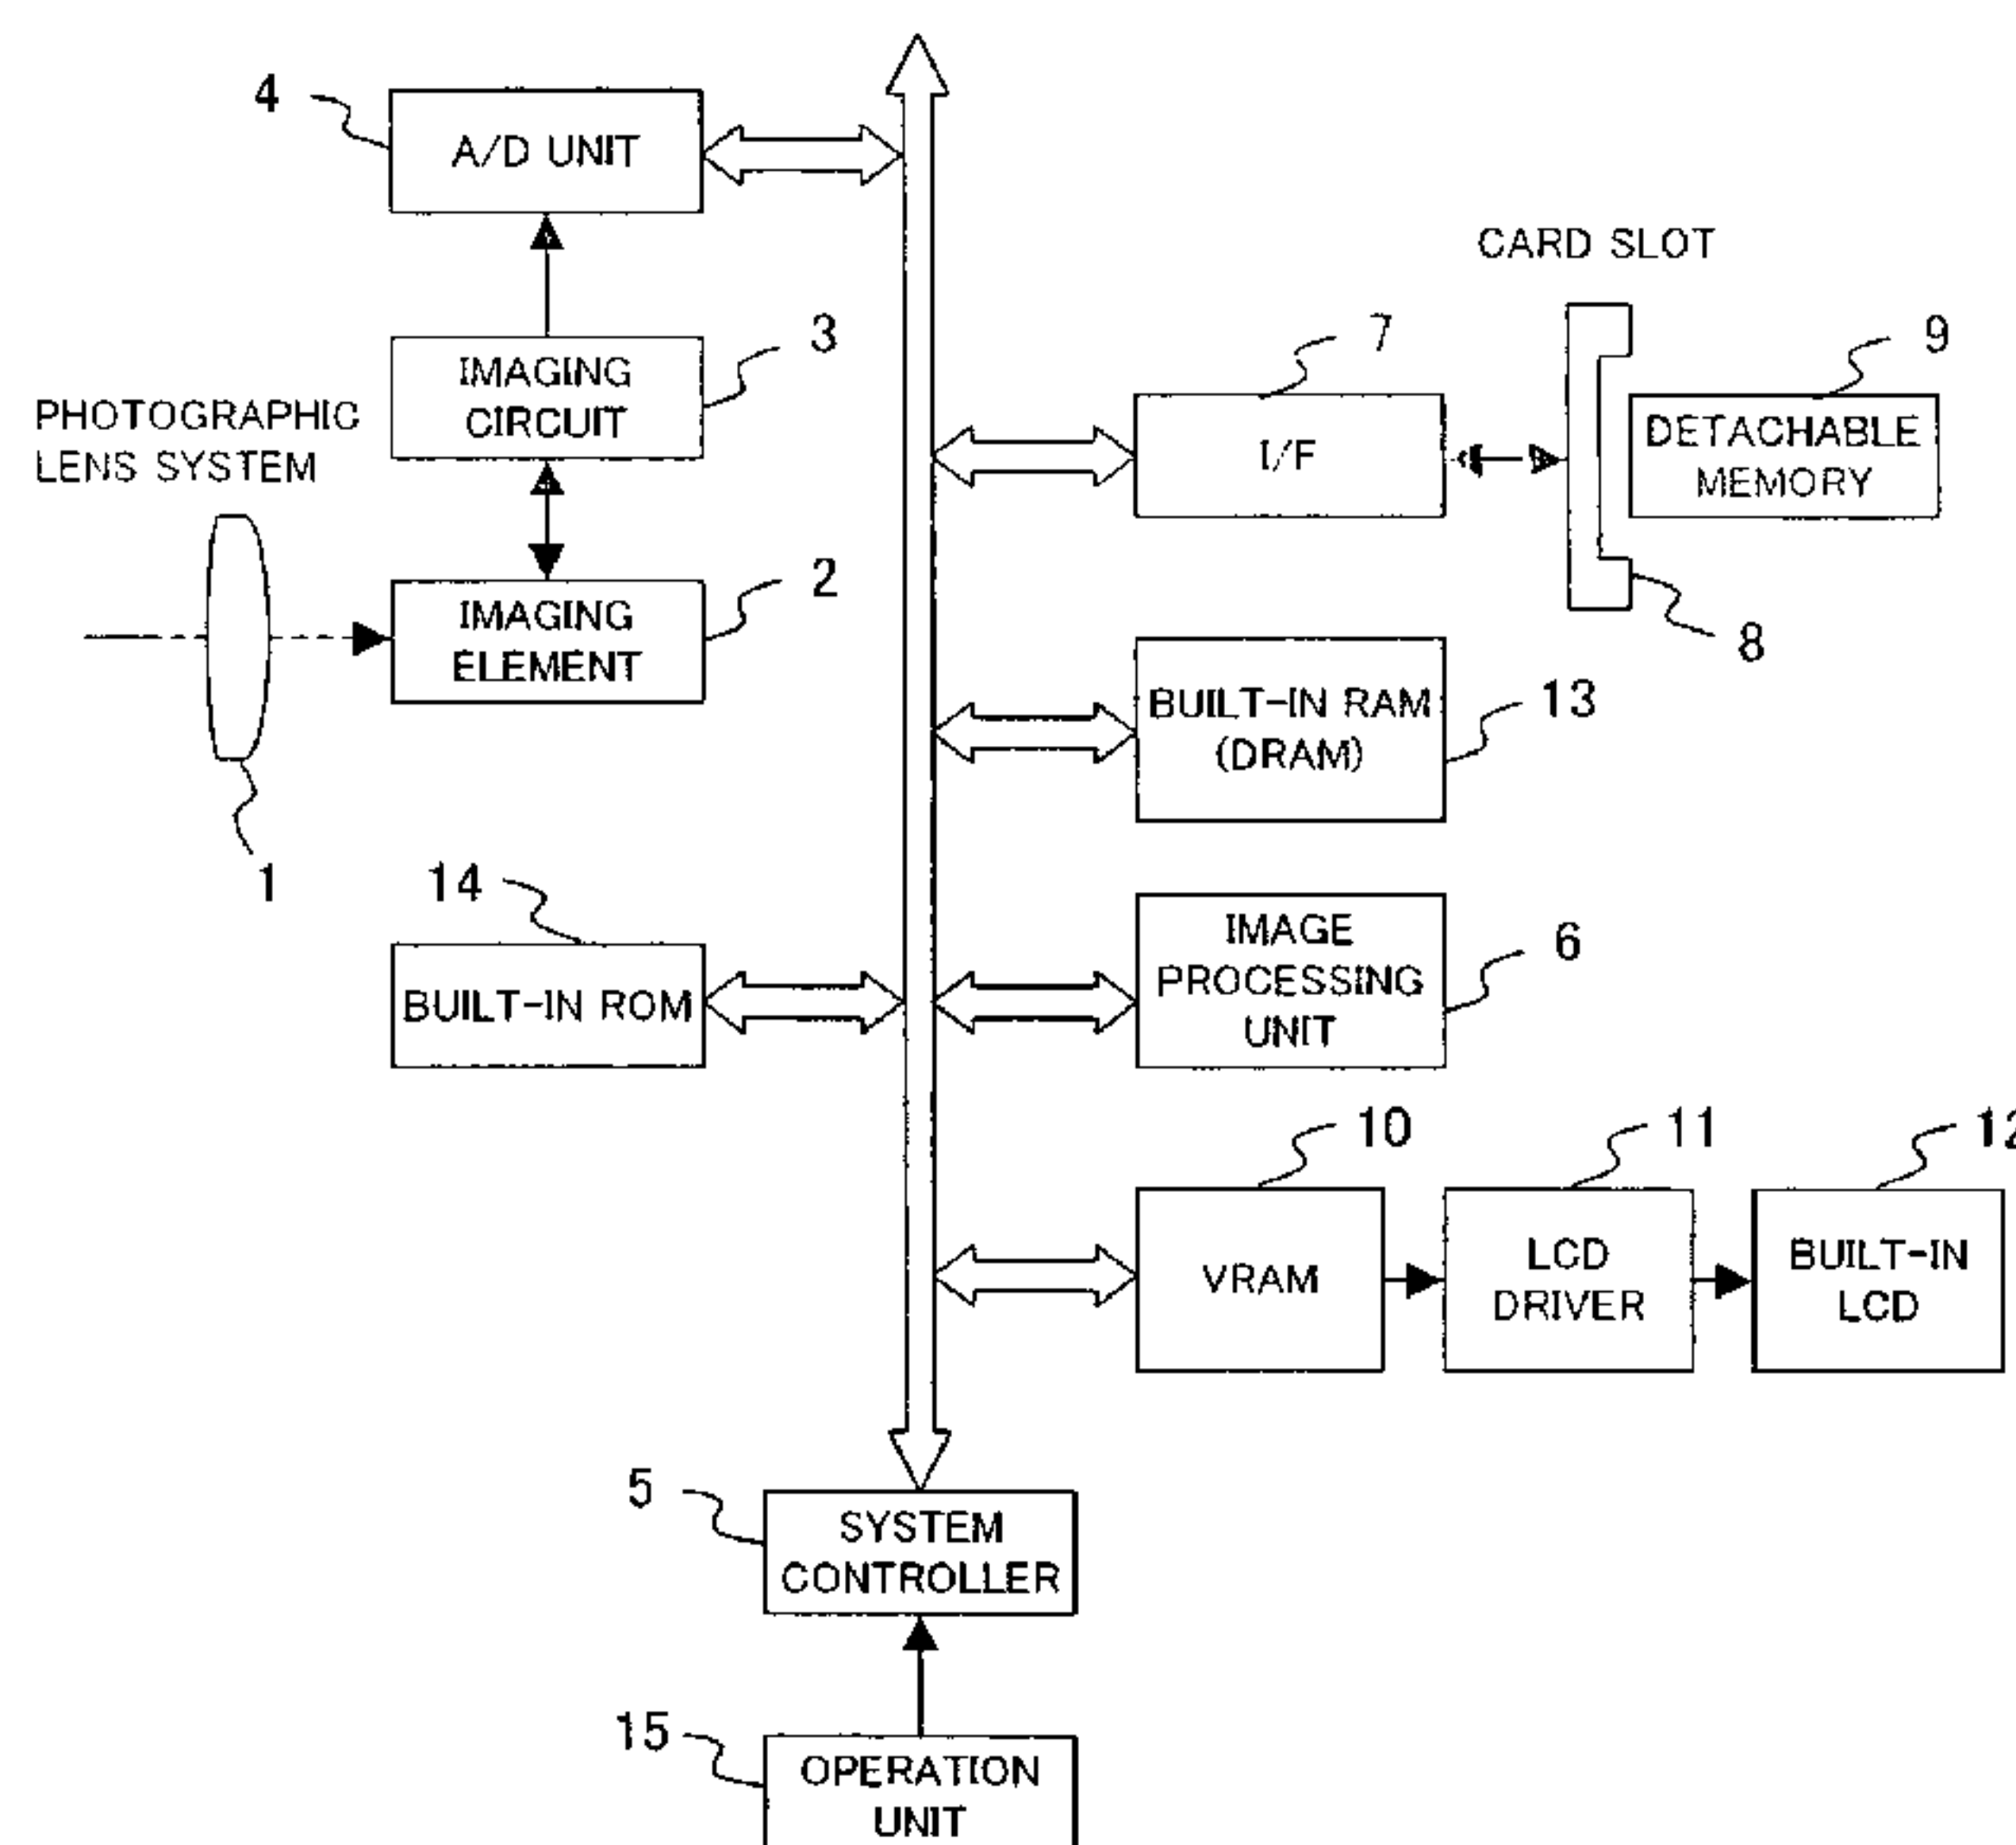 4
A/D UNIT
CARD SLOT
3
IMAGING
CIRCUIT
7
I/F
9
DETACHABLE
MEMORY
PHOTOGRAPHIC
LENS SYSTEM
2
IMAGING
ELEMENT
8
1
BUILT-IN RAM
(DRAM)
13
14
BUILT-IN ROM
IMAGE
PROCESSING
UNIT
6
10
VRAM
11
LCD
DRIVER
12
BUILT-IN
LCD
5
SYSTEM
CONTROLLER
15
OPERATION
UNIT